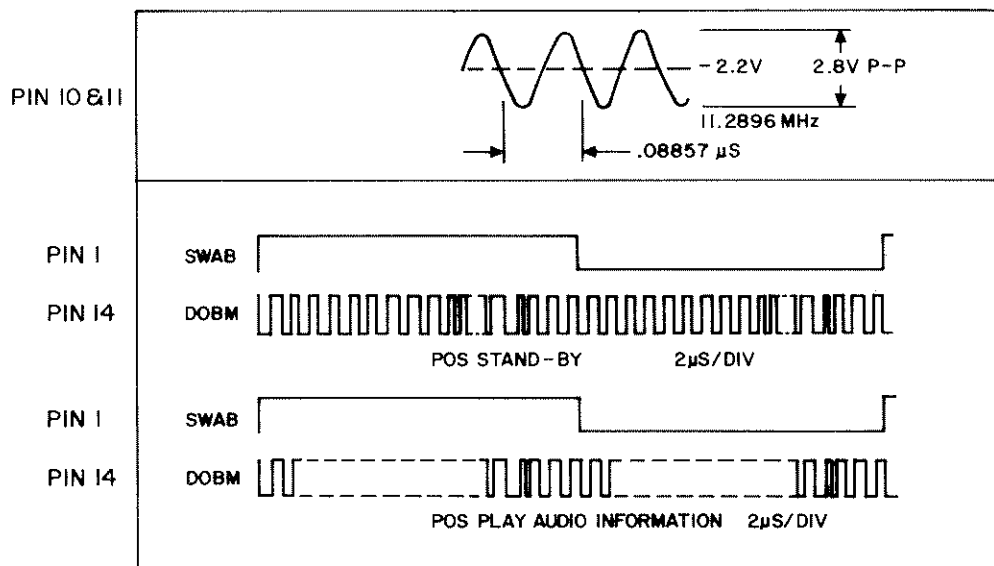 PIN 10 & 11
-2.2V
2.8V P-P
11.2896 MHz
.08857 µS
PIN 1
SWAB
PIN 14
DOBM
POS STAND-BY 2µS/DIV
PIN 1
SWAB
PIN 14
DOBM
POS PLAY AUDIO INFORMATION 2µS/DIV